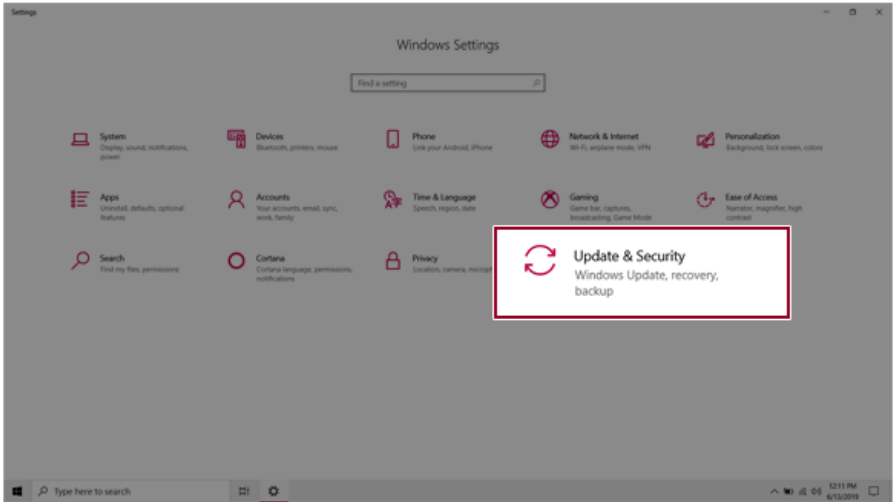 Settings
Windows Settings
Find a setting
System
Display, sound, notifications,
power
Devices
Bluetooth, printers, mouse
Phone
Link your Android, iPhone
Network & Internet
Wi-Fi, airplane mode, VPN
Personalization
Background, lock screen, colors
Apps
Uninstall, defaults, optional
features
Accounts
Your accounts, email, sync,
work, family
Time & Language
Speech, region, date
Gaming
Game bar, captures,
broadcasting, Game Mode
Ease of Access
Narrator, magnifier, high
contrast
Search
Find my files, permissions
Cortana
Cortana language, permissions,
notifications
Privacy
Location, camera,
Update & Security
Windows Update, recovery,
backup
Type here to search
12:11 PM
6/13/2019